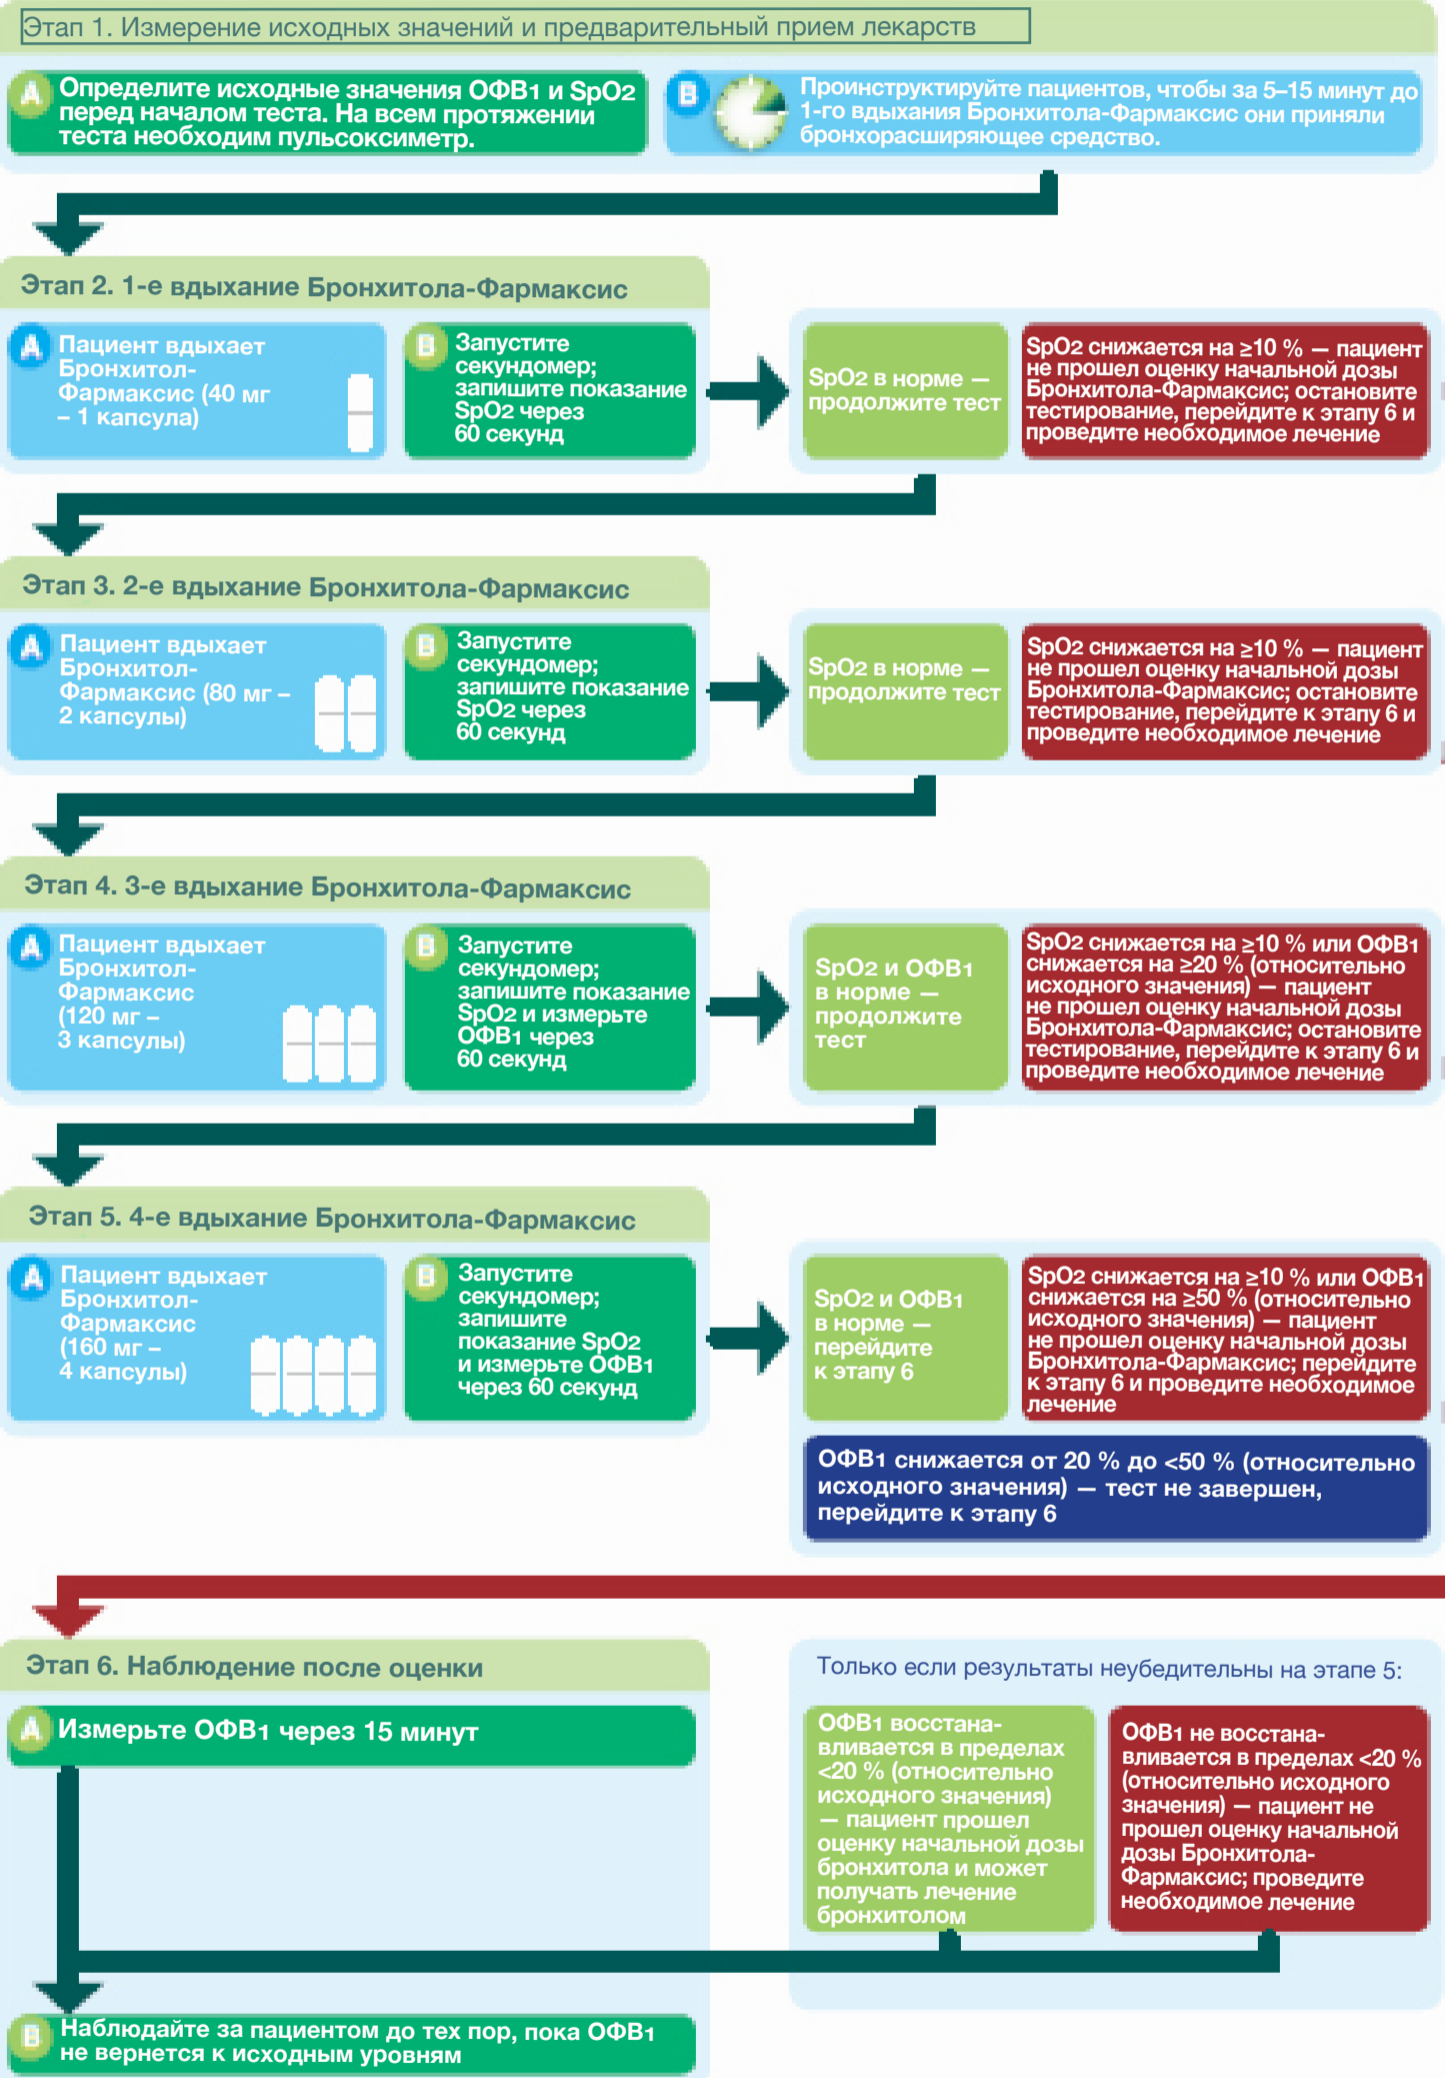 Этап 1. Измерение исходных значений и предварительный прием лекарств
A
Определите исходные значения ОФВ1 и SpO2
перед началом теста. На всем протяжении
теста необходим пульсоксиметр.
B
Проинструктируйте пациентов, чтобы за 5–15 минут до
1-го вдыхания Бронхитола-Фармаксис они приняли
бронхорасширяющее средство.
Этап 2. 1-е вдыхание Бронхитола-Фармаксис
A
Пациент вдыхает
Бронхитол-
Фармаксис (40 мг
– 1 капсула)
B
Запустите
секундомер;
запишите показание
SpO2 через
60 секунд
SpO2 в норме —
продолжите тест
SpO2 снижается на ≥10 % — пациент
не прошел оценку начальной дозы
Бронхитола-Фармаксис; остановите
тестирование, перейдите к этапу 6 и
проведите необходимое лечение
Этап 3. 2-е вдыхание Бронхитола-Фармаксис
A
Пациент вдыхает
Бронхитол-
Фармаксис (80 мг –
2 капсулы)
B
Запустите
секундомер;
запишите показание
SpO2 через
60 секунд
SpO2 в норме —
продолжите тест
SpO2 снижается на ≥10 % — пациент
не прошел оценку начальной дозы
Бронхитола-Фармаксис; остановите
тестирование, перейдите к этапу 6 и
проведите необходимое лечение
Этап 4. 3-е вдыхание Бронхитола-Фармаксис
A
Пациент вдыхает
Бронхитол-
Фармаксис
(120 мг –
3 капсулы)
B
Запустите
секундомер;
запишите показание
SpO2 и измерьте
ОФВ1 через
60 секунд
SpO2 и ОФВ1
в норме —
продолжите
тест
SpO2 снижается на ≥10 % или ОФВ1
снижается на ≥20 % (относительно
исходного значения) — пациент
не прошел оценку начальной дозы
Бронхитола-Фармаксис; остановите
тестирование, перейдите к этапу 6 и
проведите необходимое лечение
Этап 5. 4-е вдыхание Бронхитола-Фармаксис
A
Пациент вдыхает
Бронхитол-
Фармаксис
(160 мг –
4 капсулы)
B
Запустите
секундомер;
запишите
показание SpO2
и измерьте ОФВ1
через 60 секунд
SpO2 и ОФВ1
в норме —
перейдите
к этапу 6
SpO2 снижается на ≥10 % или ОФВ1
снижается на ≥50 % (относительно
исходного значения) — пациент
не прошел оценку начальной дозы
Бронхитола-Фармаксис; перейдите
к этапу 6 и проведите необходимое
лечение
ОФВ1 снижается от 20 % до <50 % (относительно
исходного значения) — тест не завершен,
перейдите к этапу 6
Этап 6. Наблюдение после оценки
A
Измерьте ОФВ1 через 15 минут
Только если результаты неубедительны на этапе 5:
ОФВ1 восстана-
вливается в пределах
<20 % (относительно
исходного значения)
— пациент прошел
оценку начальной дозы
бронхитола и может
получать лечение
бронхитолом
ОФВ1 не восстана-
вливается в пределах <20 %
(относительно исходного
значения) — пациент не
прошел оценку начальной
дозы Бронхитола-
Фармаксис; проведите
необходимое лечение
B
Наблюдайте за пациентом до тех пор, пока ОФВ1
не вернется к исходным уровням